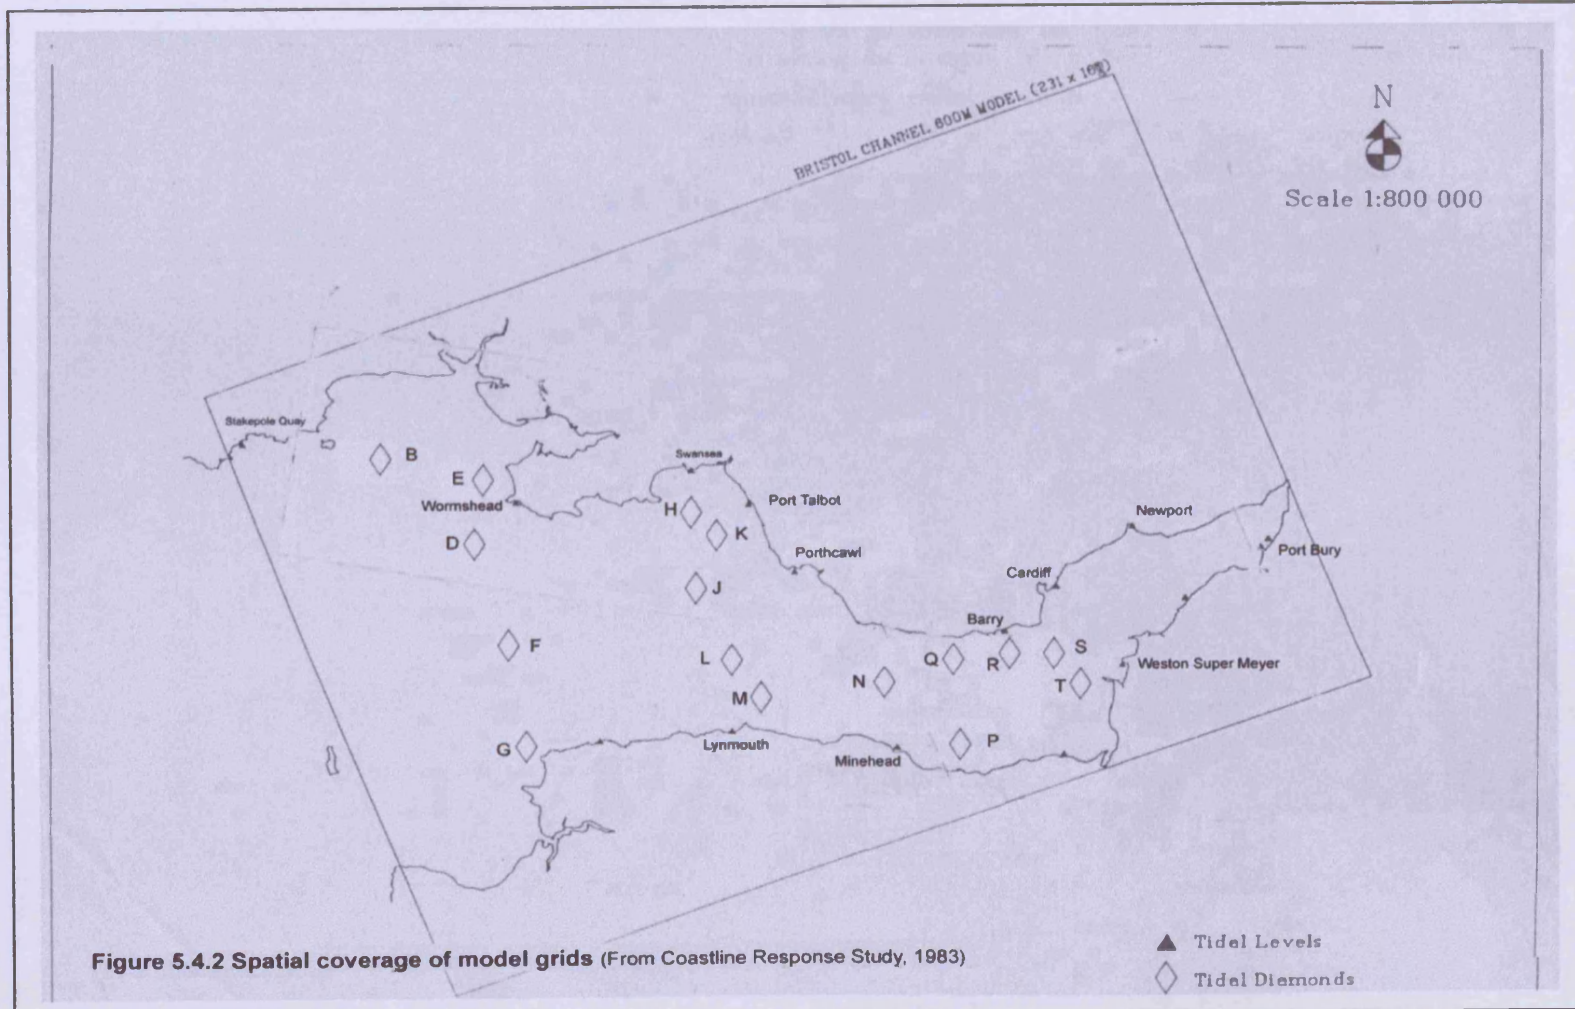 BRISTOL CHANNEL 600M MODEL (231 x
N
Scale 1:800 000
Stakepole Quay
B
E
Wormshead
D
Swansea
H
K
Port Talbot
Porthcawl
J
Newport
Port Bury
Cardiff
Barry
F
L
M
N
Q
R
S
T
Weston Super Meyer
G
Lynmouth
Minehead
P
Figure 5.4.2 Spatial coverage of model grids (From Coastline Response Study, 1983)
Tidal Levels
Tidal Diamonds